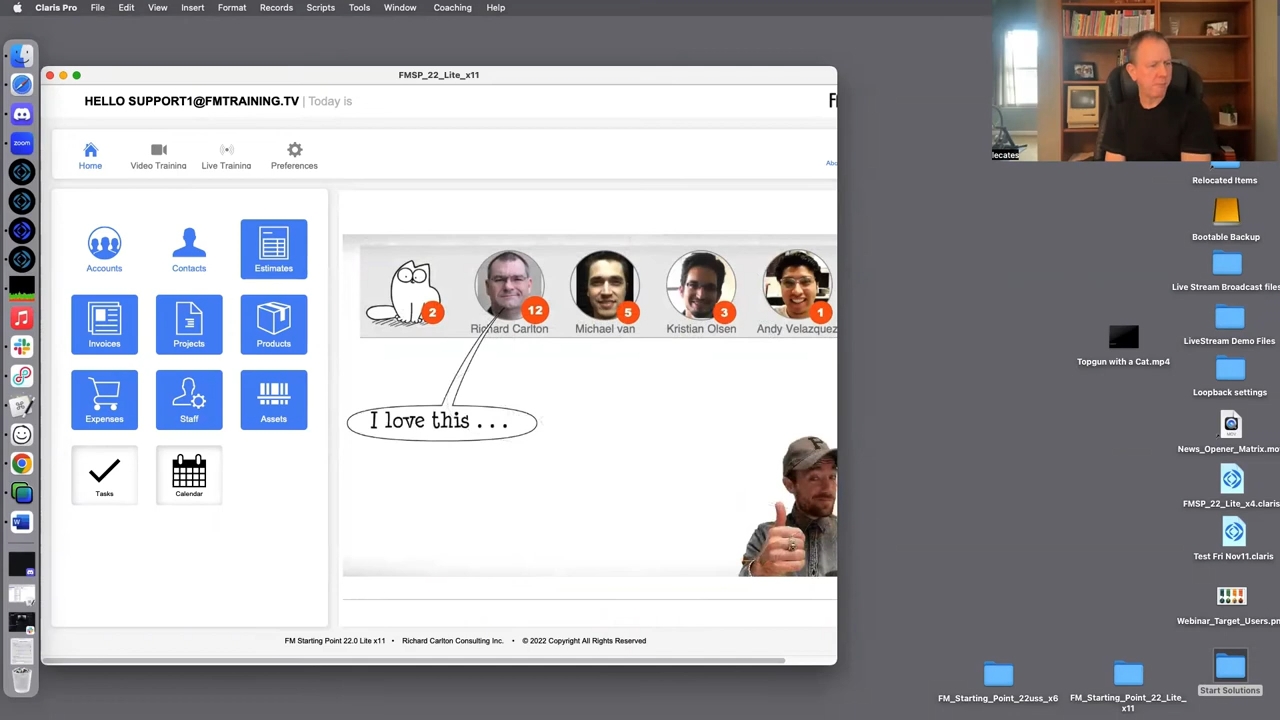 Claris Pro File Edit View Insert Format Records Scripts Tools Window Coaching Help
FMSP_22_Lite_x11
HELLO SUPPORT1@FMTRAINING.TV | Today is
Home Video Training Live Training Preferences
Accounts Contacts Estimates
Invoices Projects Products
Expenses Staff Assets
Tasks Calendar
2 12 5 3 1
Richard Carlton Michael van Kristian Olsen Andy Velazquez
I love this . . .
FM Starting Point 22.0 Lite x11 • Richard Carlton Consulting Inc. • © 2022 Copyright All Rights Reserved
zoom
lecates
Relocated Items
Bootable Backup
Live Stream Broadcast files
LiveStream Demo Files
Topgun with a Cat.mp4
Loopback settings
News_Opener_Matrix.mo
FMSP_22_Lite_x4.claris
Test Fri Nov11.claris
Webinar_Target_Users.pn
Start Solutions
FM_Starting_Point_22uss_x6
FM_Starting_Point_22_Lite_
x11